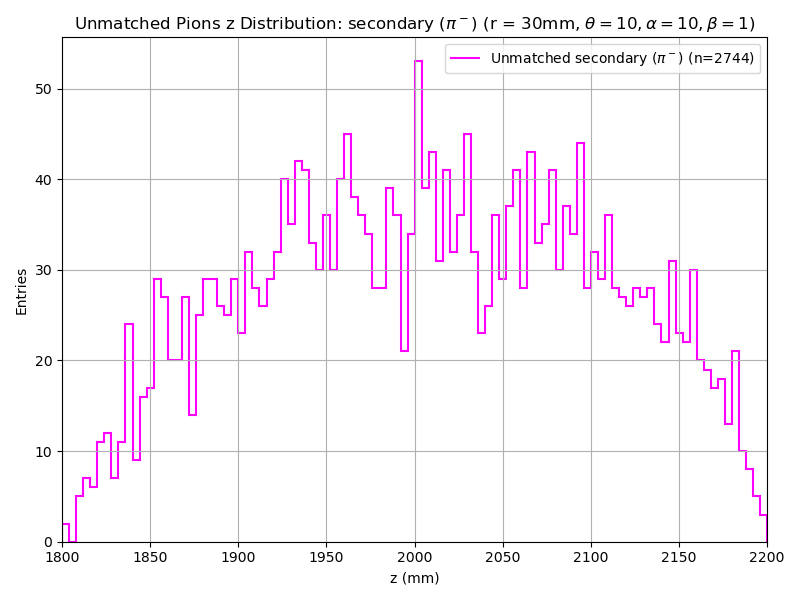 Unmatched Pions z Distribution: secondary (π⁻) (r = 30mm, θ = 10, α = 10, β = 1)
Unmatched secondary (π⁻) (n=2744)
Entries
50
40
30
20
10
0
1800 1850 1900 1950 2000 2050 2100 2150 2200
z (mm)